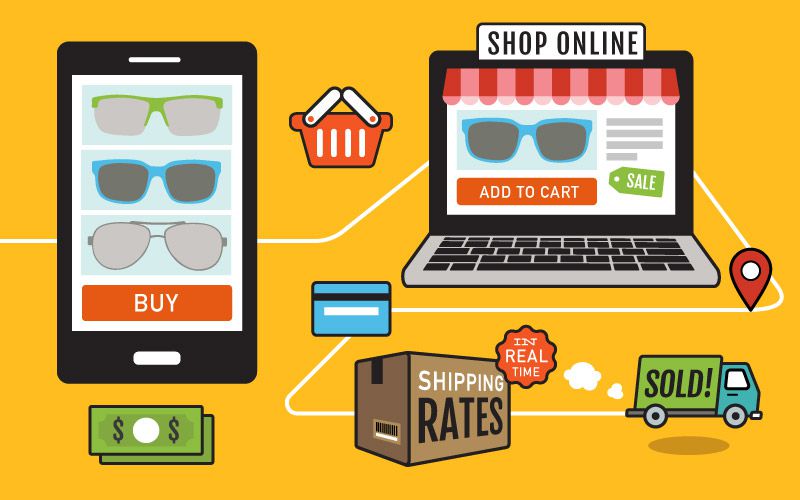 SHOP ONLINE
ADD TO CART
SALE
BUY
IN
REAL
TIME
SHIPPING
RATES
SOLD!
$ $